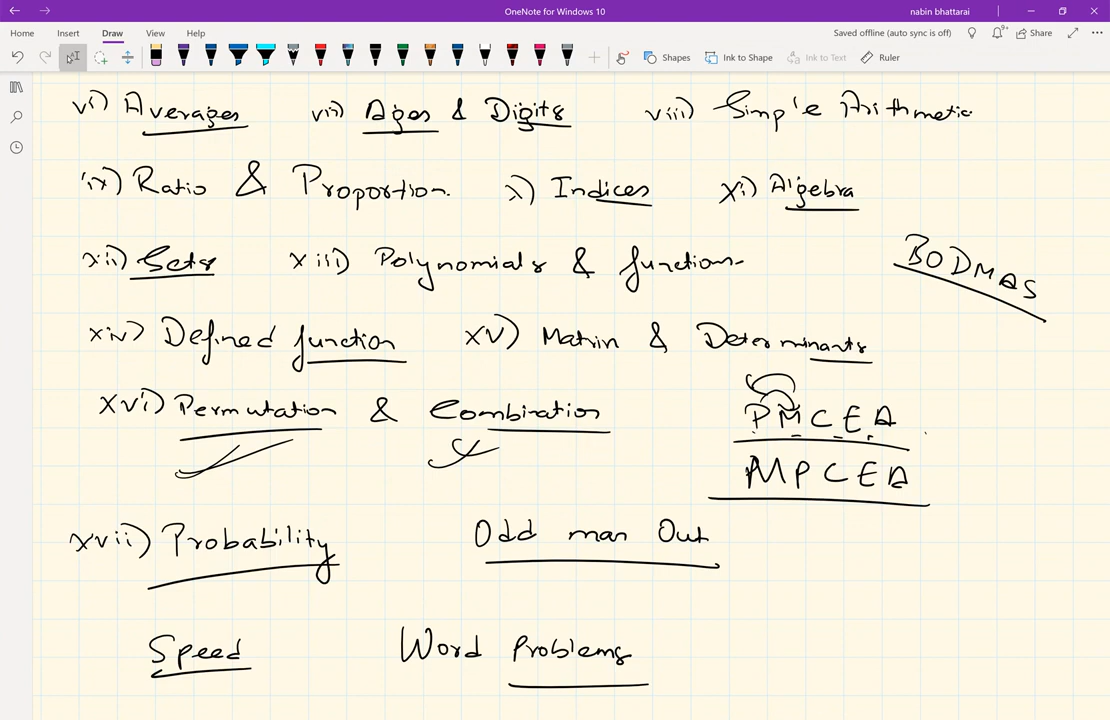 OneNote for Windows 10
nabin bhattarai
Home Insert Draw View Help
Saved offline (auto sync is off) 9+ Share
Shapes Ink to Shape Ink to Text Ruler
vi) Averages vii) Ages & Digits viii) Simple Arithmetic
ix) Ratio & Proportion. x) Indices xi) Algebra
xii) Sets xiii) Polynomials & function
BODMAS
xiv) Defined function xv) Matrix & Determinants
xvi) Permutation & Combination
PMCEA
MPCEA
xvii) Probability Odd man Out
Speed Word Problems